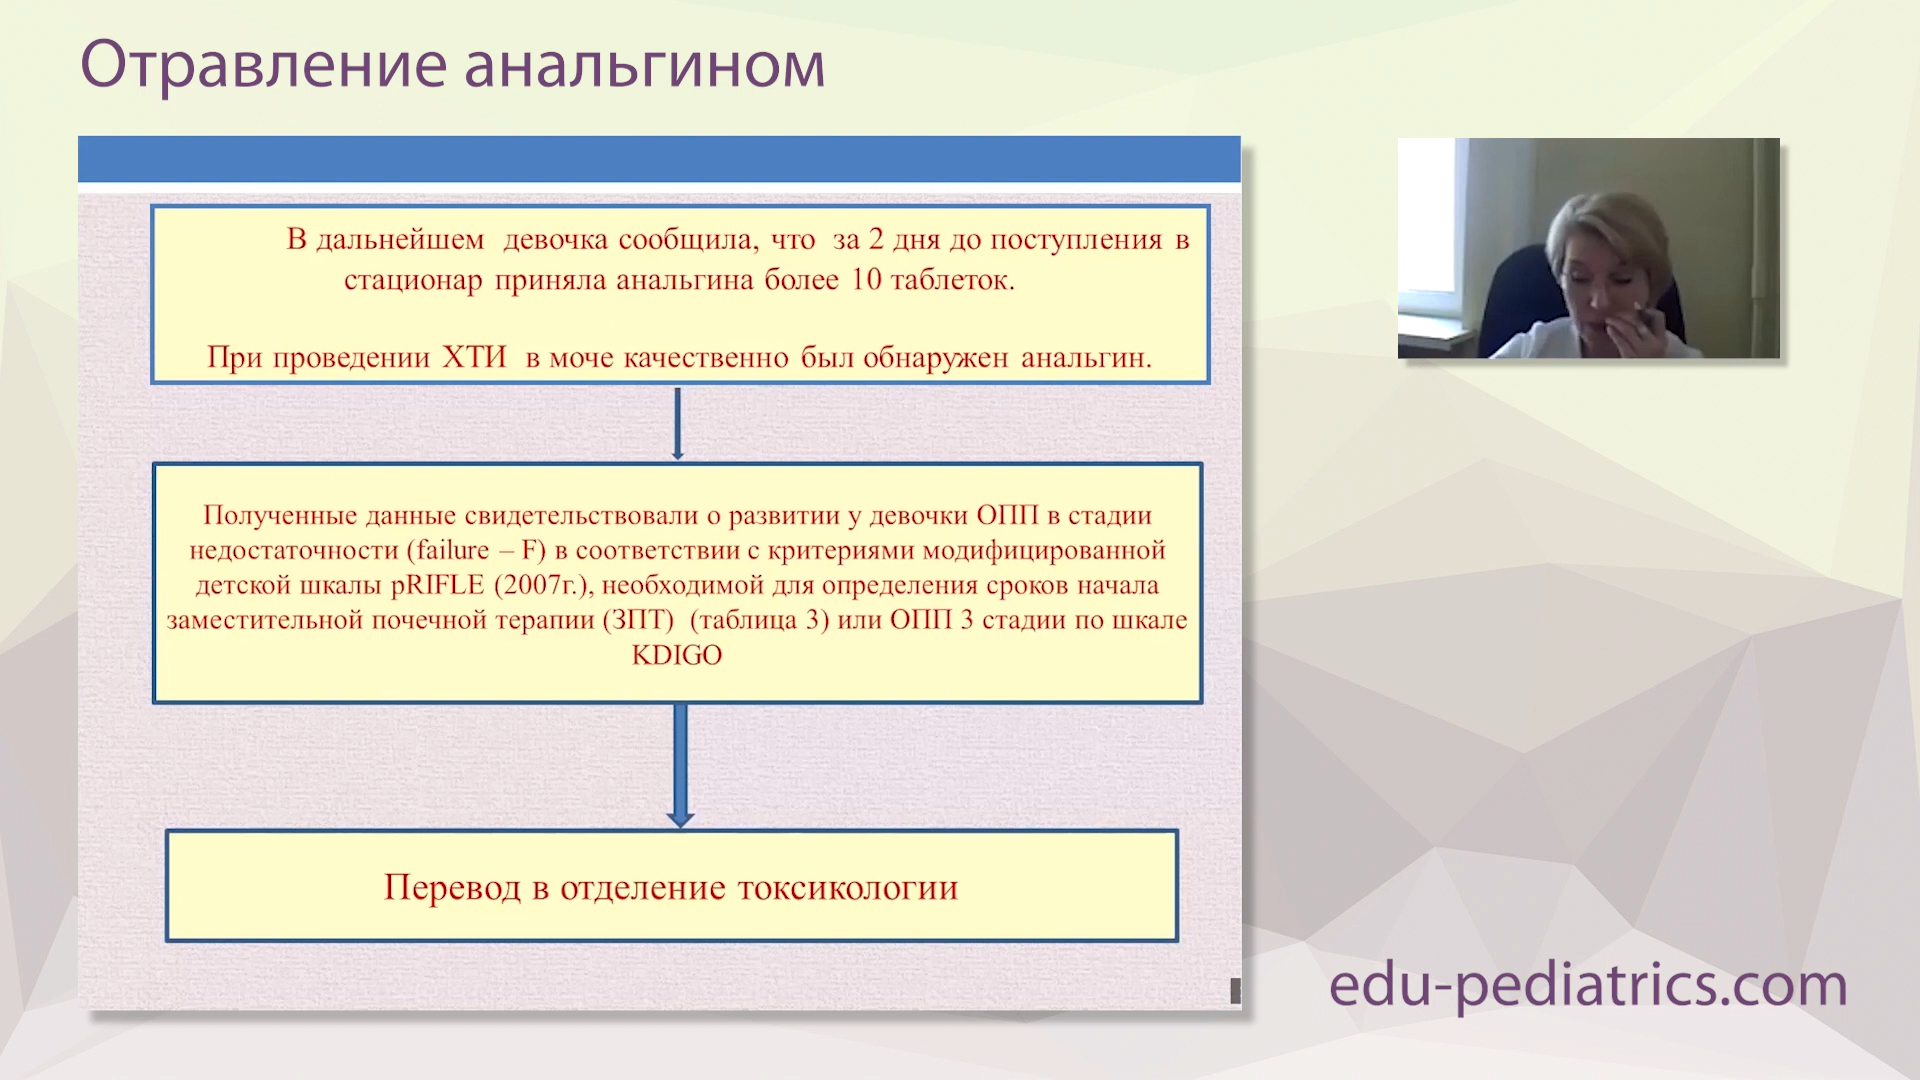 Отравление анальгином
В дальнейшем девочка сообщила, что за 2 дня до поступления в
стационар приняла анальгина более 10 таблеток.
При проведении ХТИ в моче качественно был обнаружен анальгин.
Полученные данные свидетельствовали о развитии у девочки ОПП в стадии
недостаточности (failure – F) в соответствии с критериями модифицированной
детской шкалы pRIFLE (2007г.), необходимой для определения сроков начала
заместительной почечной терапии (ЗПТ) (таблица 3) или ОПП 3 стадии по шкале
KDIGO
Перевод в отделение токсикологии
edu-pediatrics.com